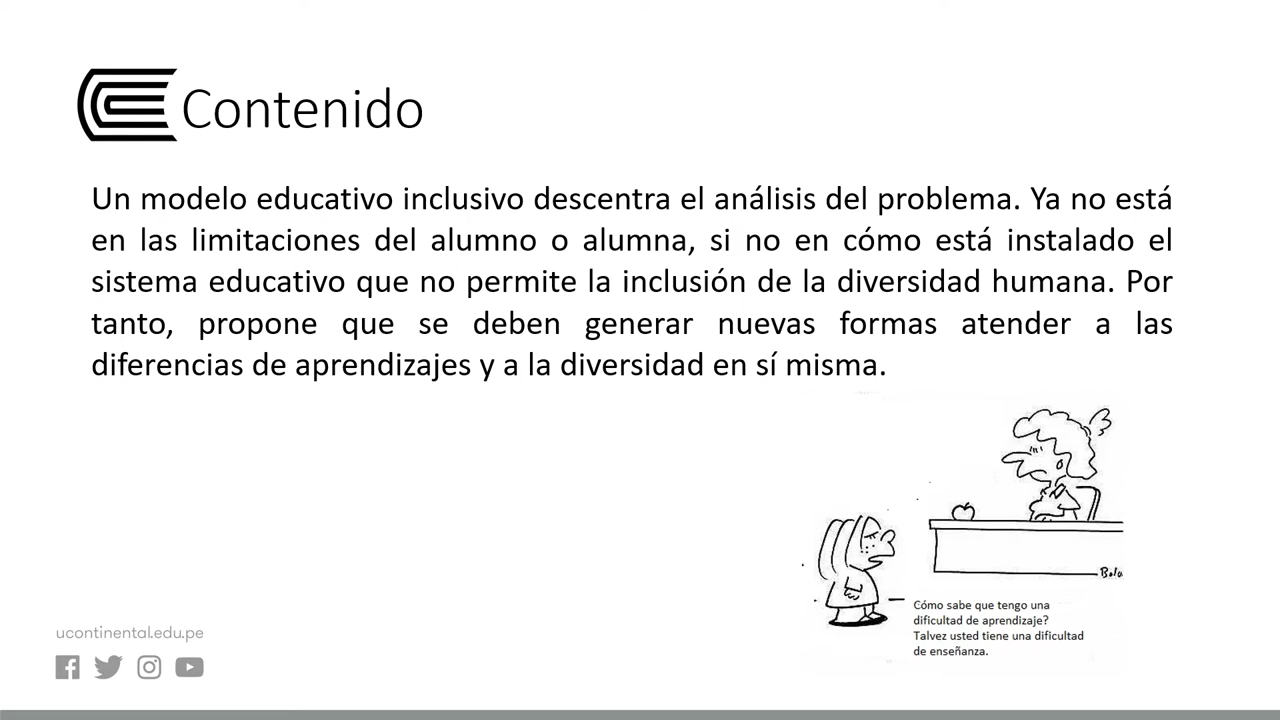 Contenido
Un modelo educativo inclusivo descentra el análisis del problema. Ya no está
en las limitaciones del alumno o alumna, si no en cómo está instalado el
sistema educativo que no permite la inclusión de la diversidad humana. Por
tanto, propone que se deben generar nuevas formas atender a las
diferencias de aprendizajes y a la diversidad en sí misma.
Cómo sabe que tengo una
dificultad de aprendizaje?
Talvez usted tiene una dificultad
de enseñanza.
ucontinental.edu.pe